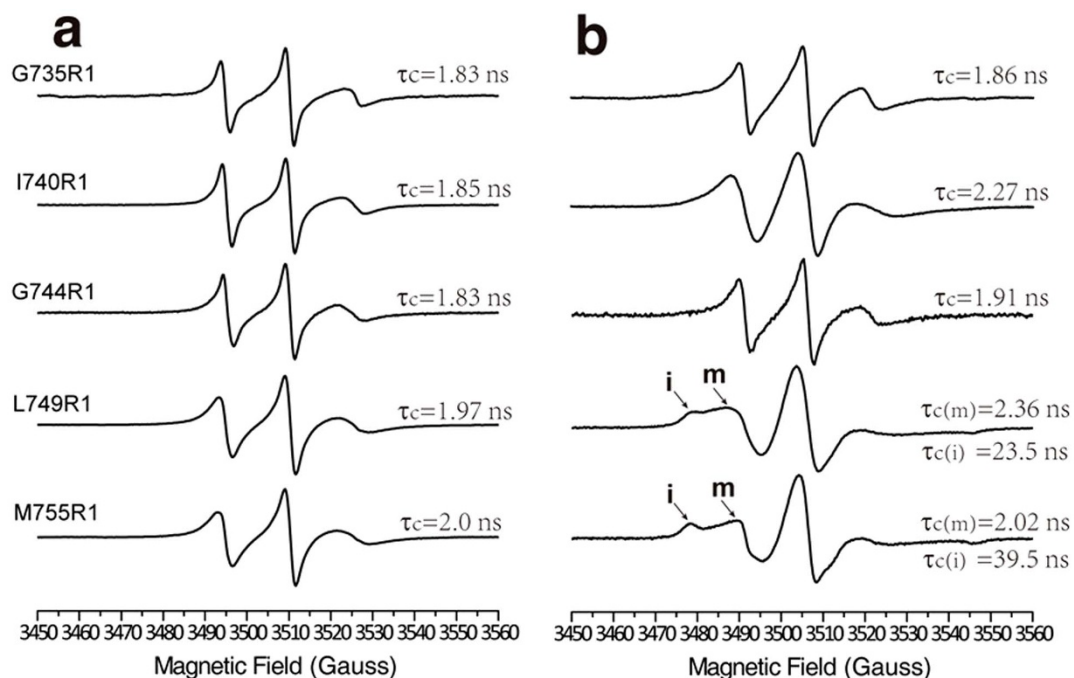 a
b
G735R1
τc=1.83 ns
τc=1.86 ns
I740R1
τc=1.85 ns
τc=2.27 ns
G744R1
τc=1.83 ns
τc=1.91 ns
L749R1
τc=1.97 ns
i
m
τc(m)=2.36 ns
τc(i) =23.5 ns
M755R1
τc=2.0 ns
i
m
τc(m)=2.02 ns
τc(i) =39.5 ns
3450 3460 3470 3480 3490 3500 3510 3520 3530 3540 3550 3560
3450 3460 3470 3480 3490 3500 3510 3520 3530 3540 3550 3560
Magnetic Field (Gauss)
Magnetic Field (Gauss)